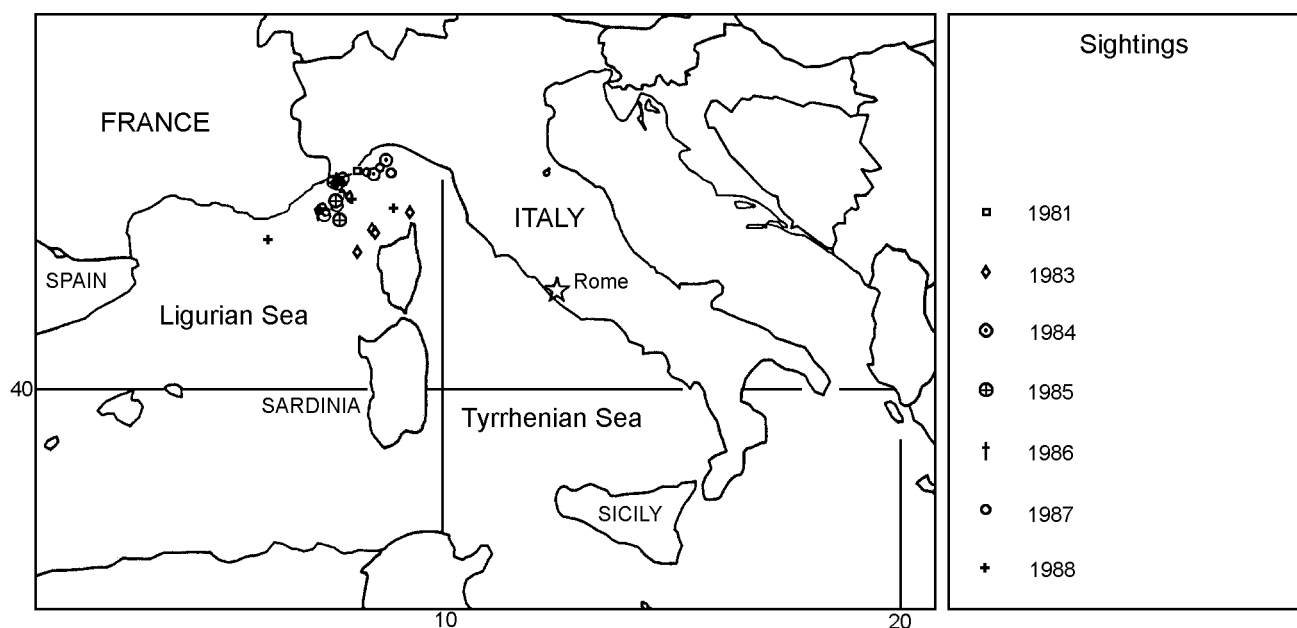 FRANCE
ITALY
SPAIN
Rome
Ligurian Sea
40
SARDINIA
Tyrrhenian Sea
SICILY
10
20
Sightings
1981
1983
1984
1985
1986
1987
1988